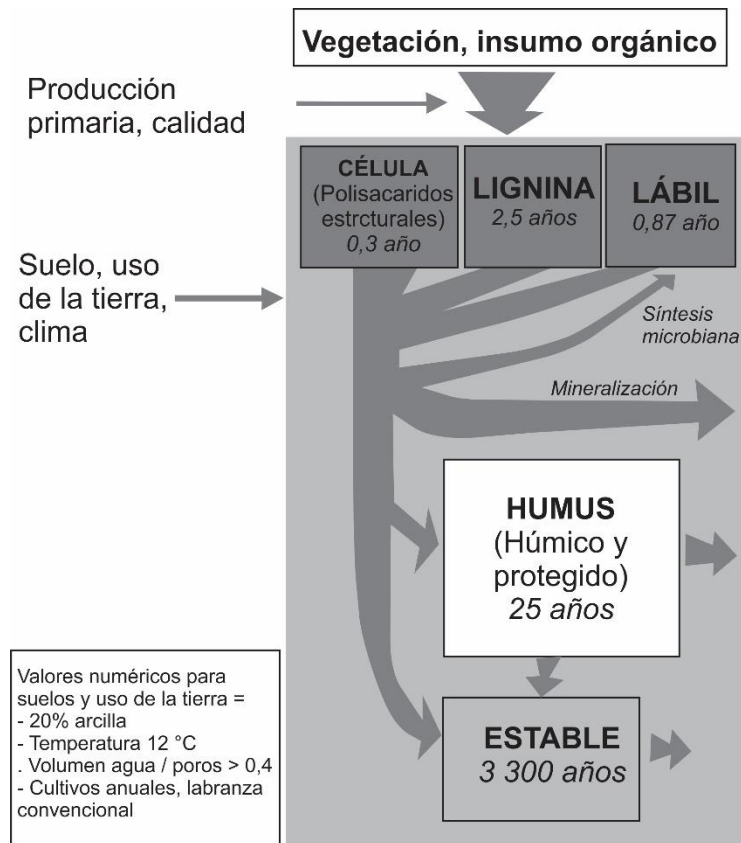 Vegetación, insumo orgánico
Producción
primaria, calidad
CÉLULA
(Polisacaridos
estrcturales)
0,3 año
LIGNINA
2,5 años
LÁBIL
0,87 año
Suelo, uso
de la tierra,
clima
Síntesis
microbiana
Mineralización
HUMUS
(Húmico y
protegido)
25 años
Valores numéricos para
suelos y uso de la tierra =
- 20% arcilla
- Temperatura 12 °C
. Volumen agua / poros > 0,4
- Cultivos anuales, labranza
convencional
ESTABLE
3 300 años